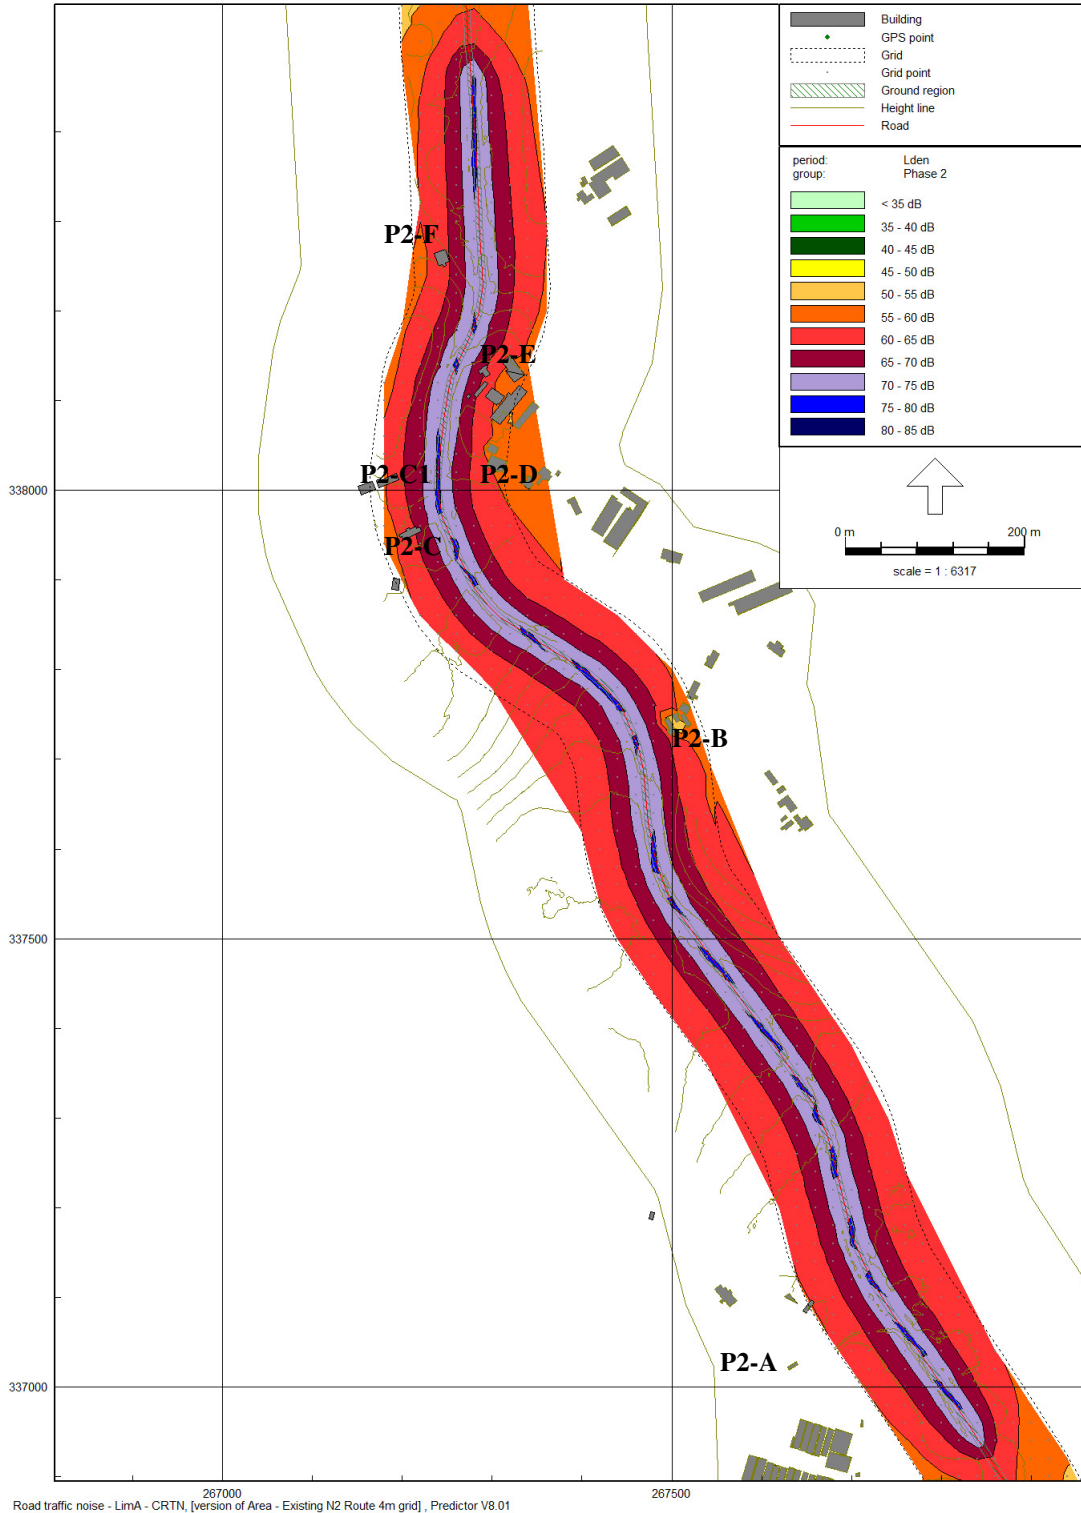 Building
GPS point
Grid
Grid point
Ground region
Height line
Road
period: Lden
group: Phase 2
< 35 dB
35 - 40 dB
40 - 45 dB
45 - 50 dB
50 - 55 dB
55 - 60 dB
60 - 65 dB
65 - 70 dB
70 - 75 dB
75 - 80 dB
80 - 85 dB
0 m 200 m
scale = 1 : 6317
P2-F
P2-E
P2-C1
P2-D
P2-C
P2-B
P2-A
338000
337500
337000
267000 267500
Road traffic noise - LimA - CRTN, [version of Area - Existing N2 Route 4m grid] , Predictor V8.01